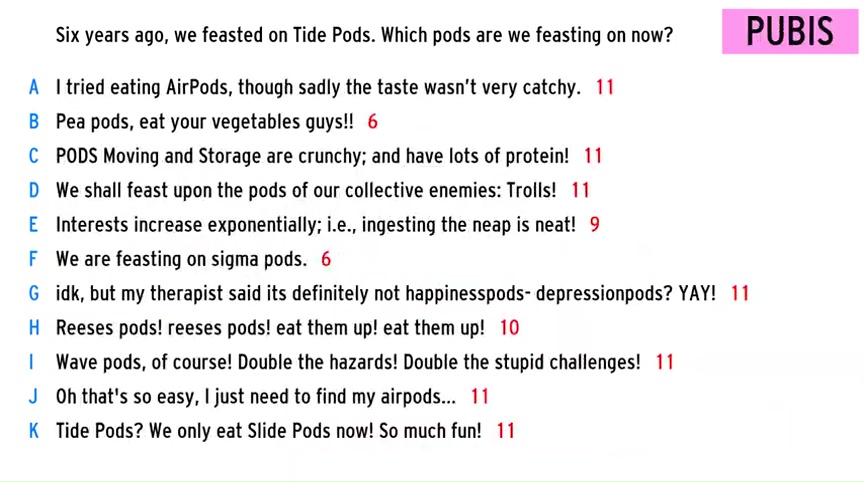 Six years ago, we feasted on Tide Pods. Which pods are we feasting on now?
PUBIS
A I tried eating AirPods, though sadly the taste wasn't very catchy. 11
B Pea pods, eat your vegetables guys!! 6
C PODS Moving and Storage are crunchy; and have lots of protein! 11
D We shall feast upon the pods of our collective enemies: Trolls! 11
E Interests increase exponentially; i.e., ingesting the neap is neat! 9
F We are feasting on sigma pods. 6
G idk, but my therapist said its definitely not happinesspods- depressionpods? YAY! 11
H Reeses pods! reeses pods! eat them up! eat them up! 10
I Wave pods, of course! Double the hazards! Double the stupid challenges! 11
J Oh that's so easy, I just need to find my airpods... 11
K Tide Pods? We only eat Slide Pods now! So much fun! 11